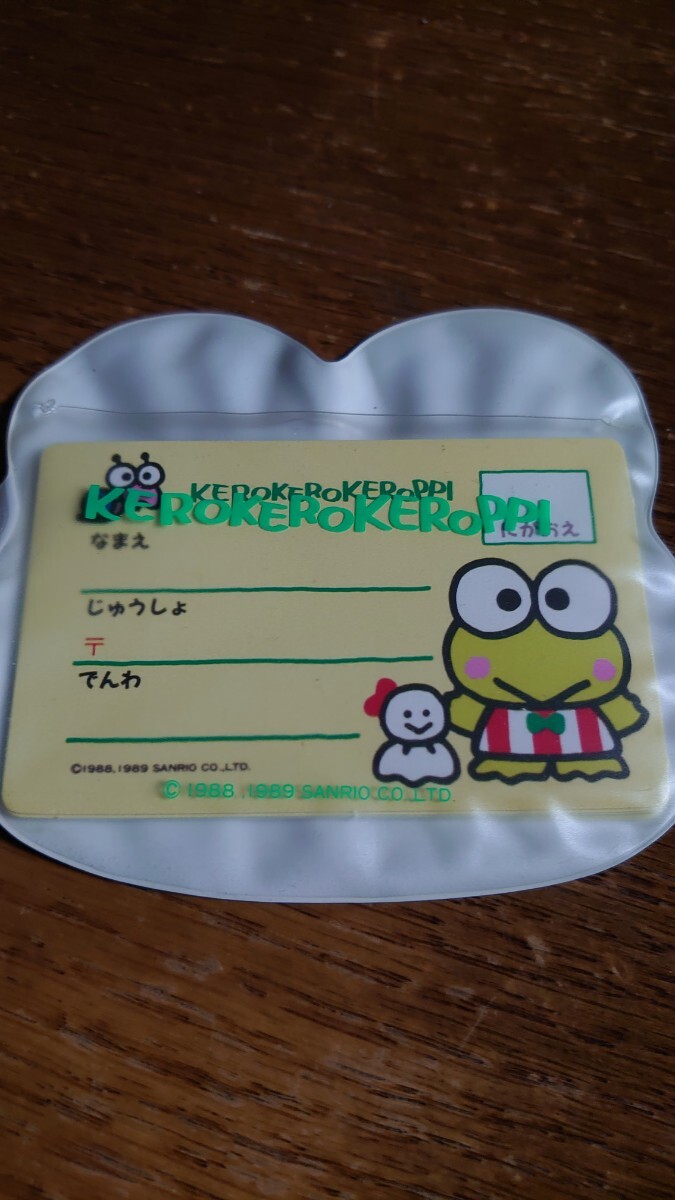 KEROKEROKEROPPI
KEROKEROKEROPPI
にがおえ
なまえ
じゅうしょ
〒
でんわ
©1988,1989 SANRIO CO.,LTD.
© 1988 .1989 SANRIO CO.,LTD.